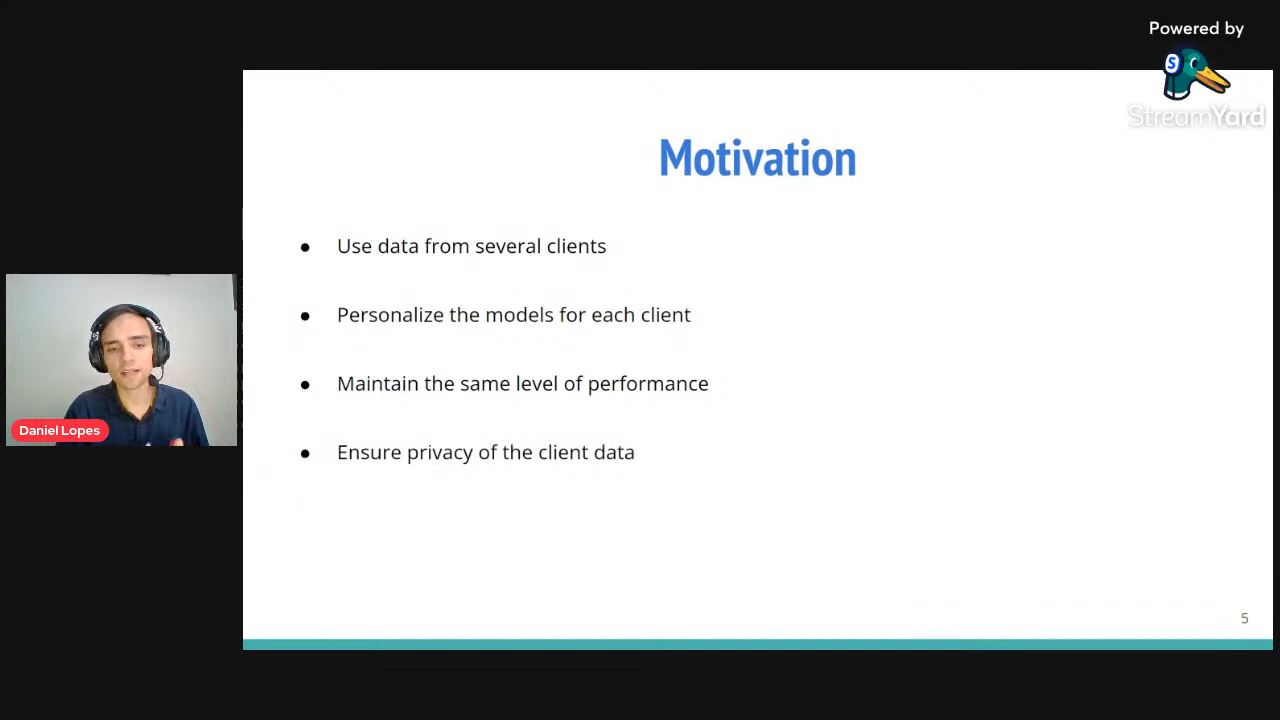 Powered by
S
StreamYard
Motivation
● Use data from several clients
● Personalize the models for each client
● Maintain the same level of performance
● Ensure privacy of the client data
Daniel Lopes
5